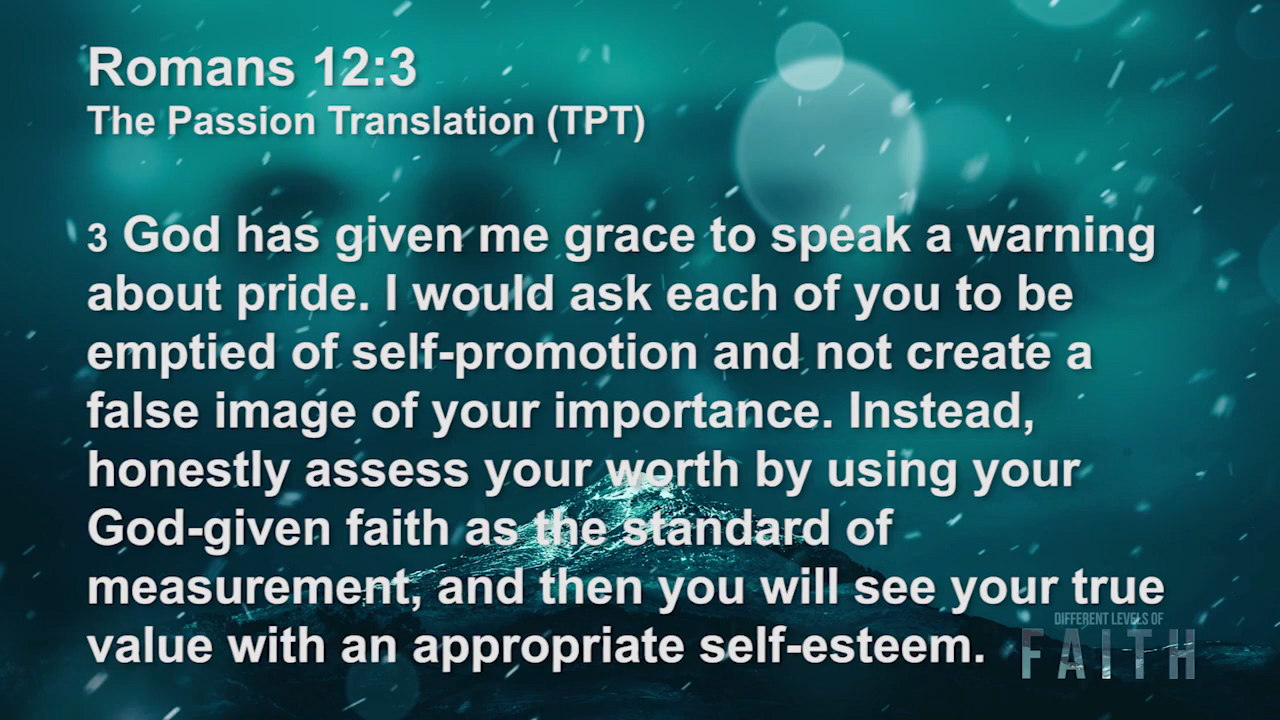 Romans 12:3
The Passion Translation (TPT)
3 God has given me grace to speak a warning
about pride. I would ask each of you to be
emptied of self-promotion and not create a
false image of your importance. Instead,
honestly assess your worth by using your
God-given faith as the standard of
measurement, and then you will see your true
value with an appropriate self-esteem.
DIFFERENT LEVELS OF
FAITH